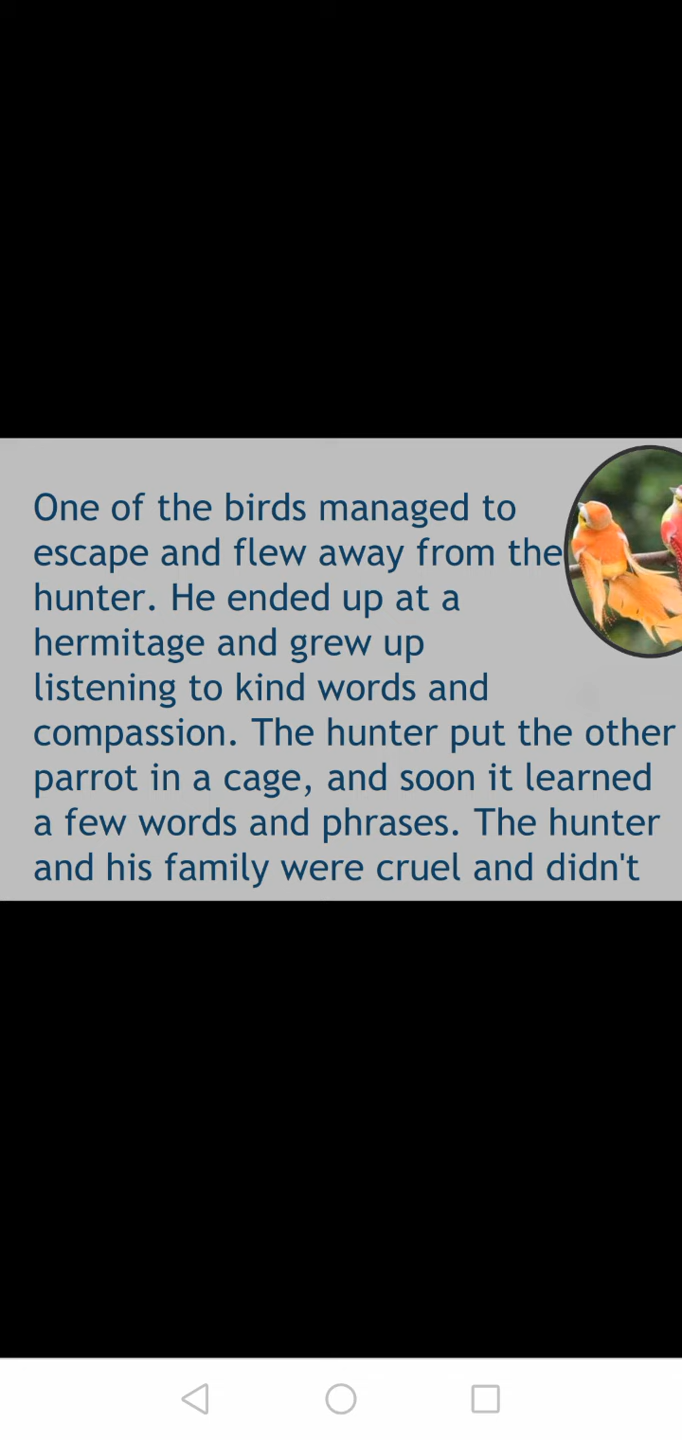 One of the birds managed to
escape and flew away from the
hunter. He ended up at a
hermitage and grew up
listening to kind words and
compassion. The hunter put the other
parrot in a cage, and soon it learned
a few words and phrases. The hunter
and his family were cruel and didn't